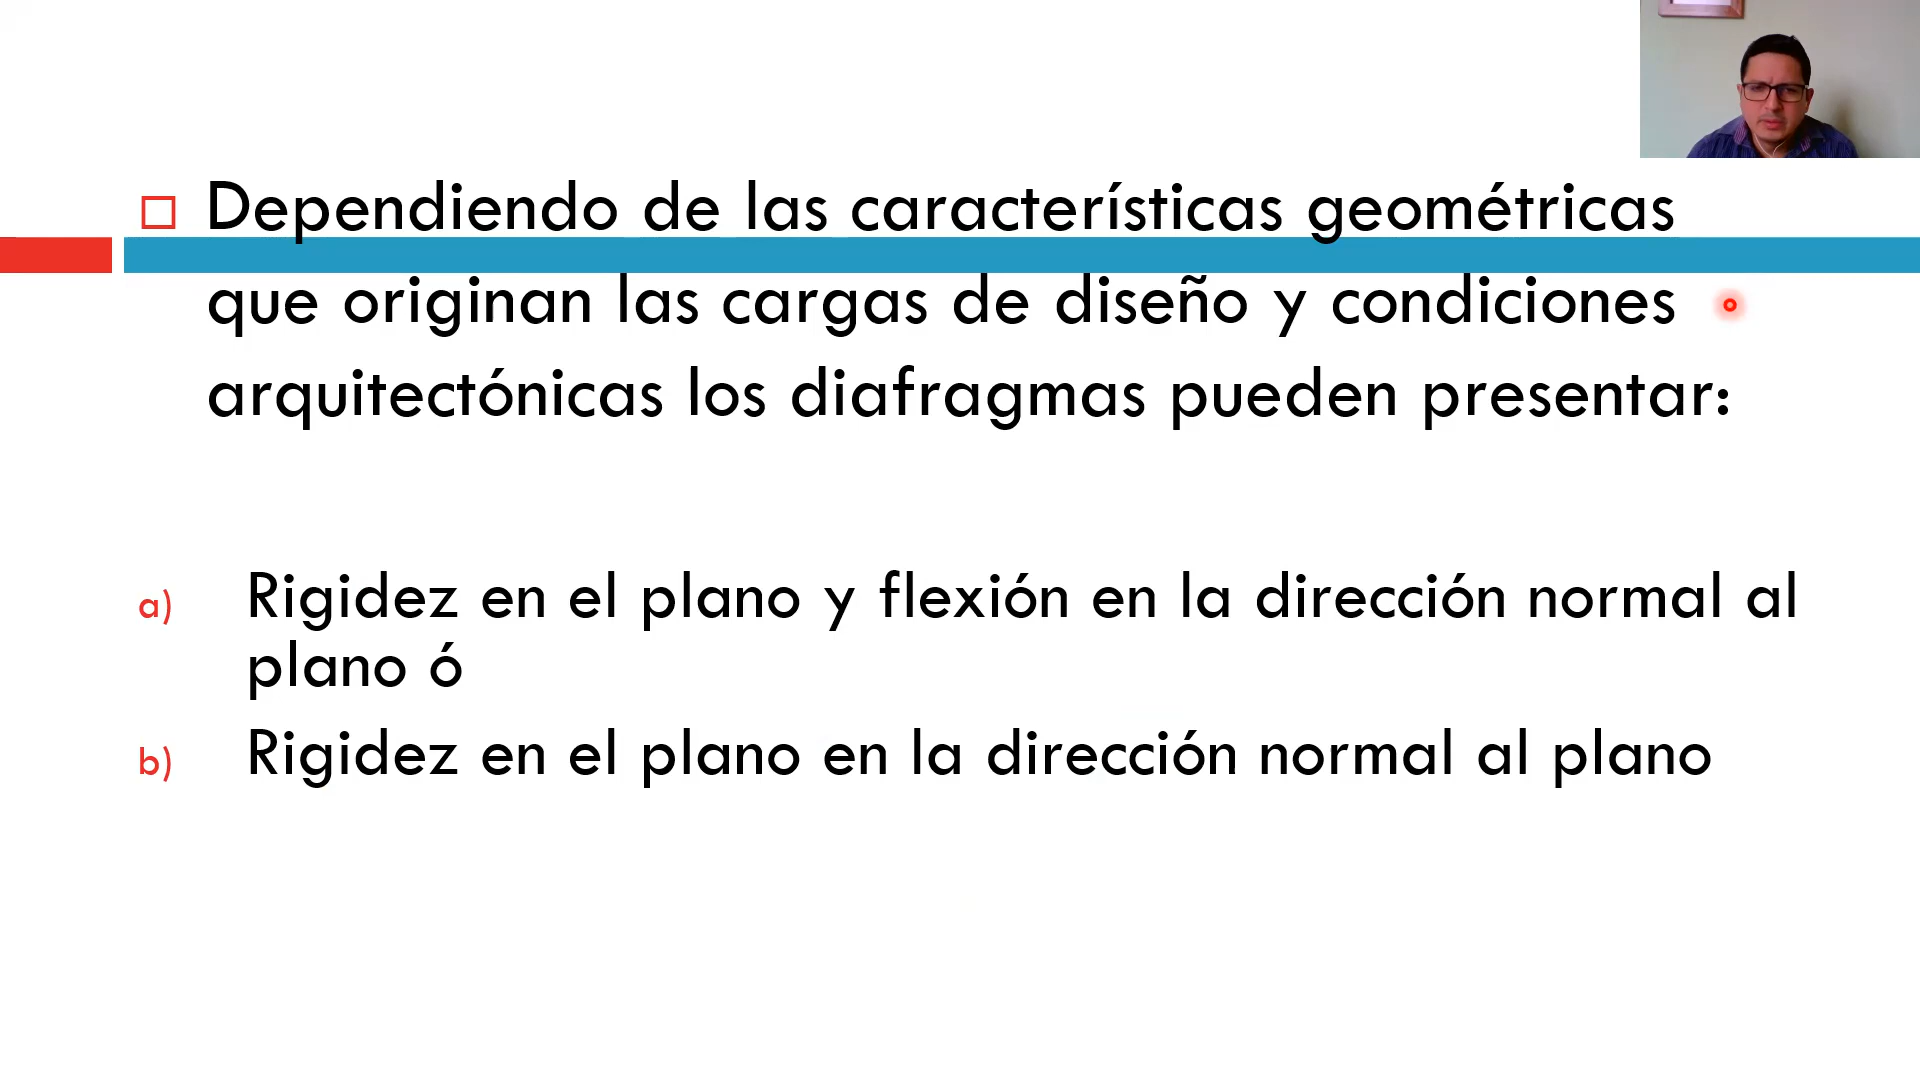 Dependiendo de las características geométricas
que originan las cargas de diseño y condiciones
arquitectónicas los diafragmas pueden presentar:
a) Rigidez en el plano y flexión en la dirección normal al
plano ó
b) Rigidez en el plano en la dirección normal al plano